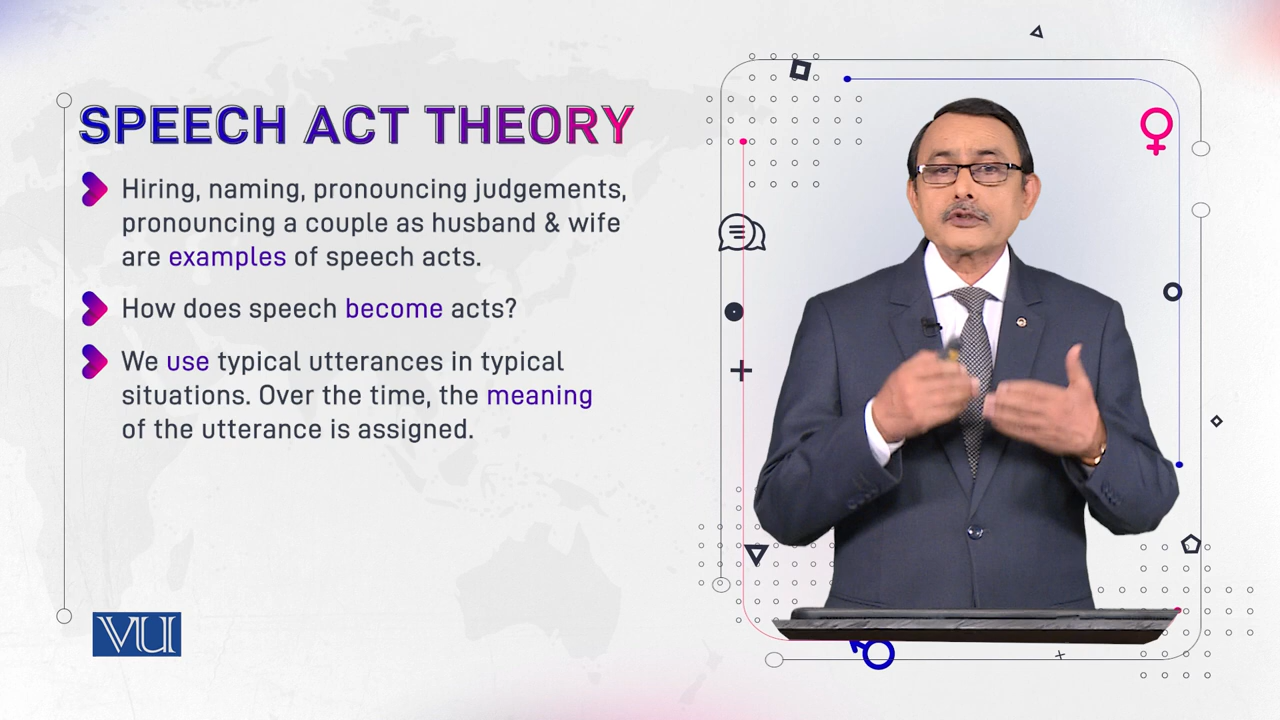 SPEECH ACT THEORY
Hiring, naming, pronouncing judgements,
pronouncing a couple as husband & wife
are examples of speech acts.
How does speech become acts?
We use typical utterances in typical
situations. Over the time, the meaning
of the utterance is assigned.
VU